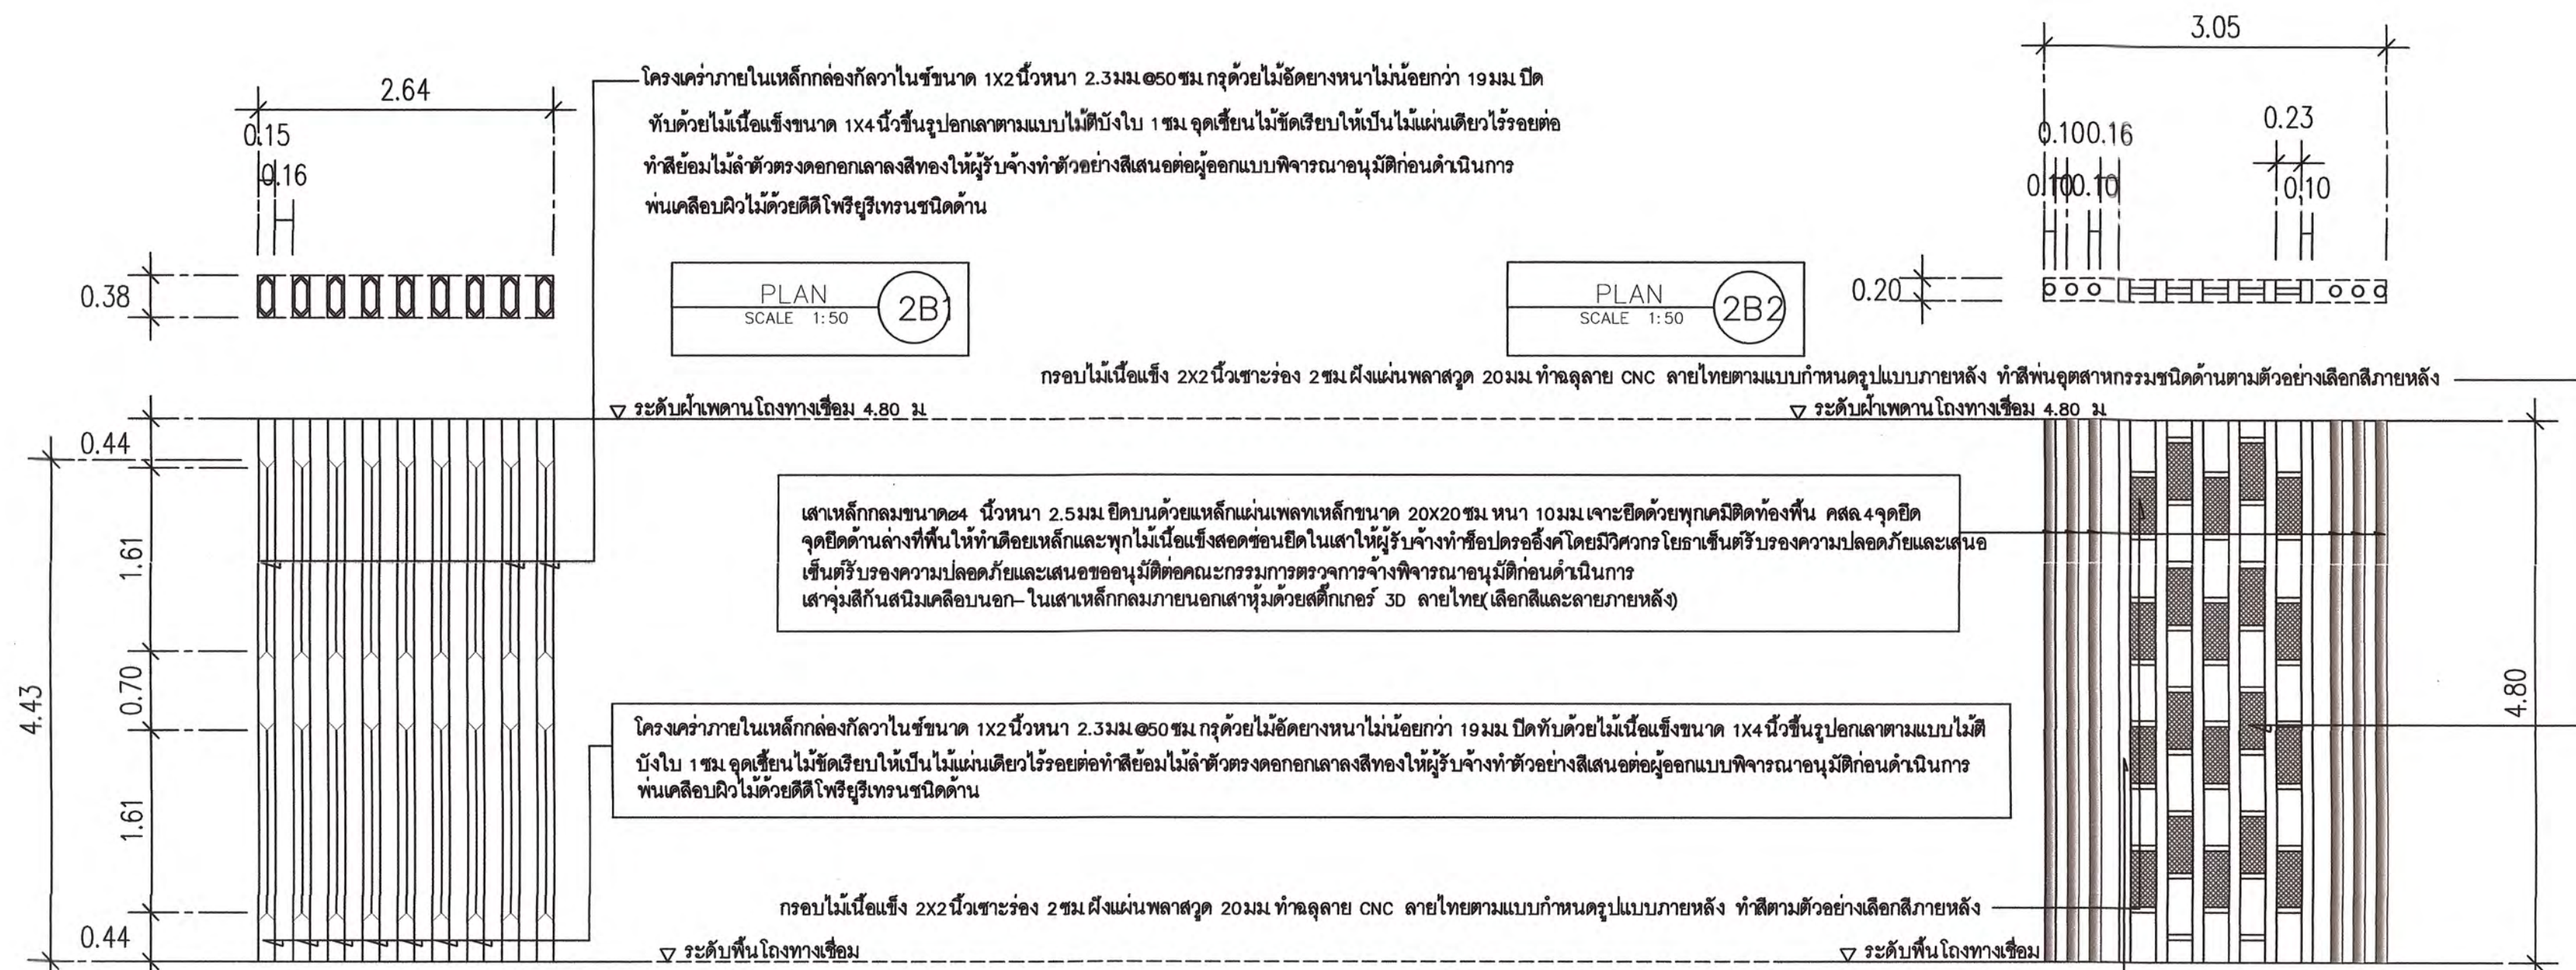 2.64
0.15
0.16
0.38
โครงเคร่าภายในเหล็กกล่องกัลวาไนซ์ขนาด 1X2นิ้วหนา 2.3มม.@50ซม.กรุด้วยไม้อัดยางหนาไม่น้อยกว่า 19มม.ปิด
ทับด้วยไม้เนื้อแข็งขนาด 1X4นิ้วขึ้นรูปอกเลาตามแบบไม้ตีบังใบ 1ซม.อุดเชี้ยนไม้ขัดเรียบให้เป็นไม้แผ่นเดียวไร้รอยต่อ
ทำสีย้อมไม้ลำตัวตรงดอกอกเลาลงสีทองให้ผู้รับจ้างทำตัวอย่างสีเสนอต่อผู้ออกแบบพิจารณาอนุมัติก่อนดำเนินการ
พ่นเคลือบผิวไม้ด้วยดีดีโพรียูรีเทรนชนิดด้าน
PLAN
SCALE 1:50
2B1
PLAN
SCALE 1:50
2B2
3.05
0.23
0.10
0.16
0.10
0.10
0.10
0.20
กรอบไม้เนื้อแข็ง 2X2นิ้วเซาะร่อง 2ซม.ฝังแผ่นพลาสวูด 20มม.ทำฉลุลาย CNC ลายไทยตามแบบกำหนดรูปแบบภายหลัง ทำสีพ่นอุตสาหกรรมชนิดด้านตามตัวอย่างเลือกสีภายหลัง
ระดับฝ้าเพดานโถงทางเชื่อม 4.80 ม.
ระดับฝ้าเพดานโถงทางเชื่อม 4.80 ม.
0.44
1.61
0.70
1.61
0.44
4.43
4.80
เสาเหล็กกลมขนาดø4 นิ้วหนา 2.5มม.ยึดบนด้วยแหล็กแผ่นเพลทเหล็กขนาด 20X20ซม.หนา 10มม.เจาะยึดด้วยพุกเคมีติดท้องพื้น คสล.4จุดยึด
จุดยึดด้านล่างที่พื้นให้ทำเดือยเหล็กและพุกไม้เนื้อแข็งสอดซ่อนยึดในเสาให้ผู้รับจ้างทำช็อปดรออิ้งค์โดยมีวิศวกรโยธาเซ็นต์รับรองความปลอดภัยและเสนอ
เซ็นต์รับรองความปลอดภัยและเสนอขออนุมัติต่อคณะกรรมการตรวจการจ้างพิจารณาอนุมัติก่อนดำเนินการ
เสาจุ่มสีกันสนิมเคลือบนอก-ในเสาเหล็กกลมภายนอกเสาหุ้มด้วยสติ๊กเกอร์ 3D ลายไทย(เลือกสีและลายภายหลัง)
โครงเคร่าภายในเหล็กกล่องกัลวาไนซ์ขนาด 1X2นิ้วหนา 2.3มม.@50ซม.กรุด้วยไม้อัดยางหนาไม่น้อยกว่า 19มม.ปิดทับด้วยไม้เนื้อแข็งขนาด 1X4นิ้วขึ้นรูปอกเลาตามแบบไม้ตี
บังใบ 1ซม.อุดเชี้ยนไม้ขัดเรียบให้เป็นไม้แผ่นเดียวไร้รอยต่อทำสีย้อมไม้ลำตัวตรงดอกอกเลาลงสีทองให้ผู้รับจ้างทำตัวอย่างสีเสนอต่อผู้ออกแบบพิจารณาอนุมัติก่อนดำเนินการ
พ่นเคลือบผิวไม้ด้วยดีดีโพรียูรีเทรนชนิดด้าน
กรอบไม้เนื้อแข็ง 2X2นิ้วเซาะร่อง 2ซม.ฝังแผ่นพลาสวูด 20มม.ทำฉลุลาย CNC ลายไทยตามแบบกำหนดรูปแบบภายหลัง ทำสีตามตัวอย่างเลือกสีภายหลัง
ระดับพื้นโถงทางเชื่อม
ระดับพื้นโถงทางเชื่อม